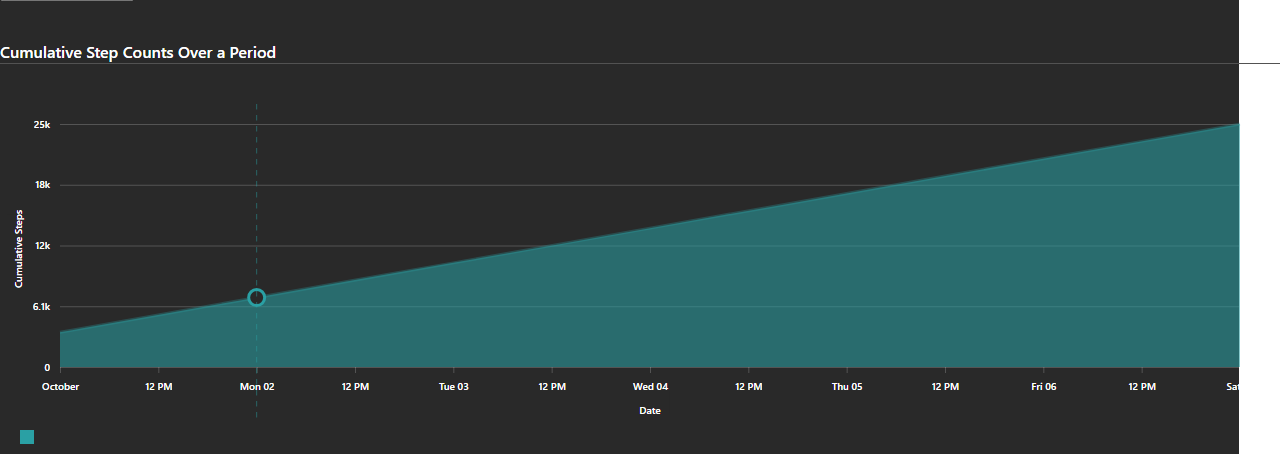 Cumulative Step Counts Over a Period
25k
18k
12k
6.1k
0
Cumulative Steps
October 12 PM Mon 02 12 PM Tue 03 12 PM Wed 04 12 PM Thu 05 12 PM Fri 06 12 PM Sat
Date